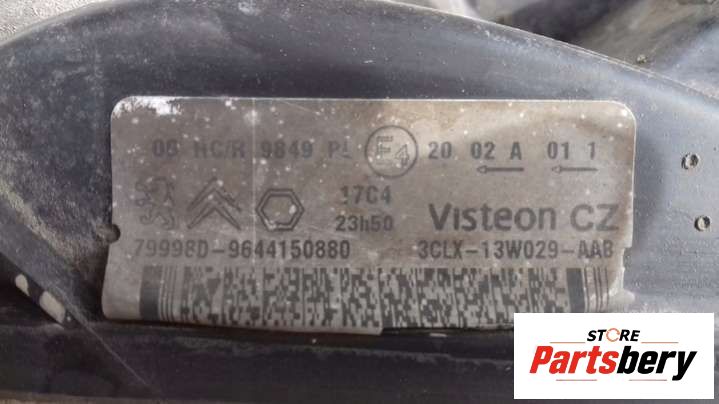 00 HC/R 9849 PL E4 20 02 A 01 1
17C4
23h50 Visteon CZ
79998D-9644150880 3CLX-13W029-AAB
STORE
Partsbery